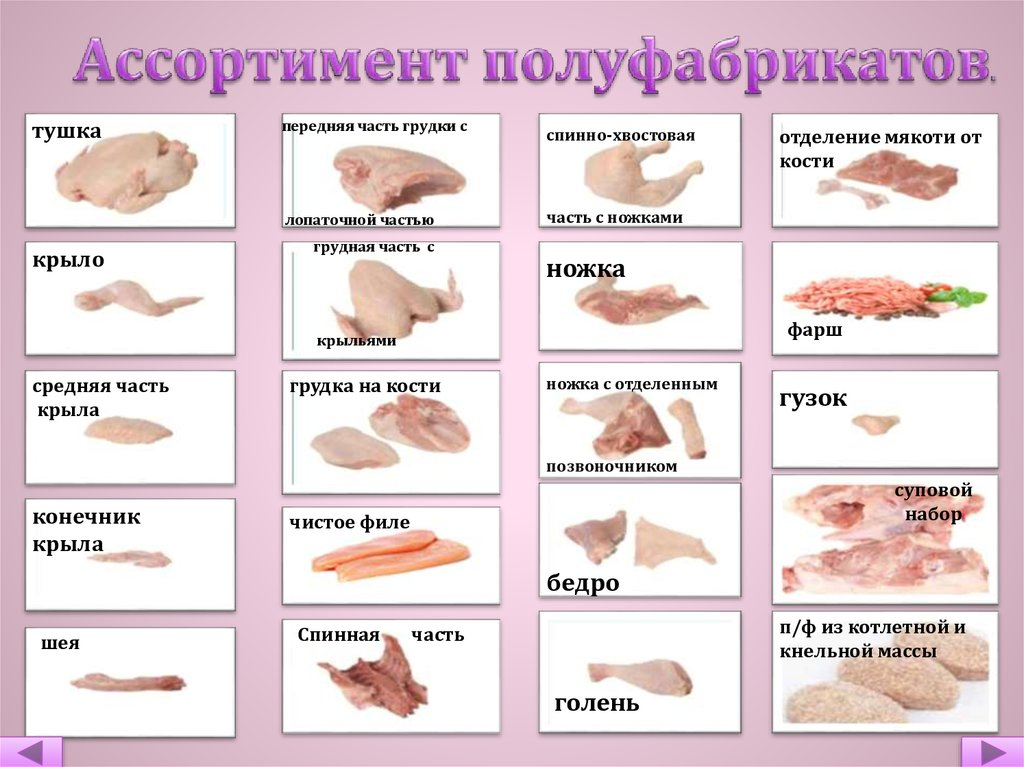 Ассортимент полуфабрикатов.
тушка
передняя часть грудки с
лопаточной частью
спинно-хвостовая
часть с ножками
отделение мякоти от
кости
крыло
грудная часть с
крыльями
ножка
фарш
средняя часть
крыла
грудка на кости
ножка с отделенным
позвоночником
гузок
конечник
крыла
чистое филе
бедро
суповой
набор
шея
Спинная часть
голень
п/ф из котлетной и
кнельной массы